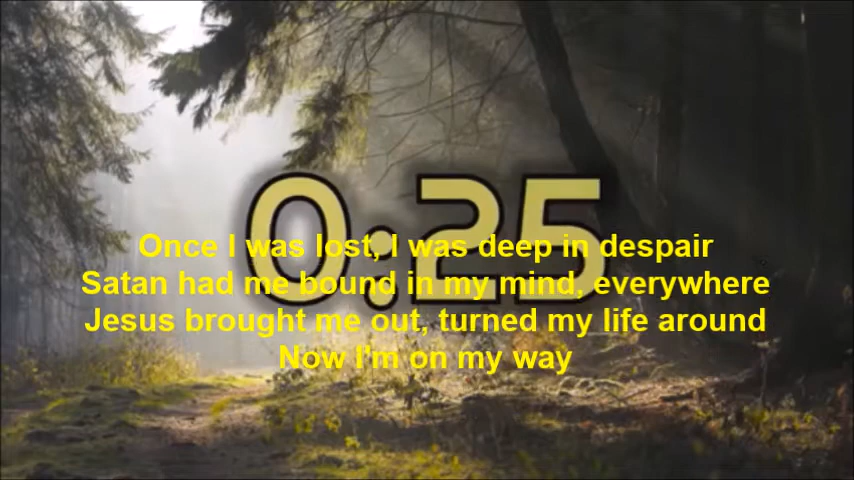 0:25
Once I was lost, I was deep in despair
Satan had me bound in my mind, everywhere
Jesus brought me out, turned my life around
Now I'm on my way